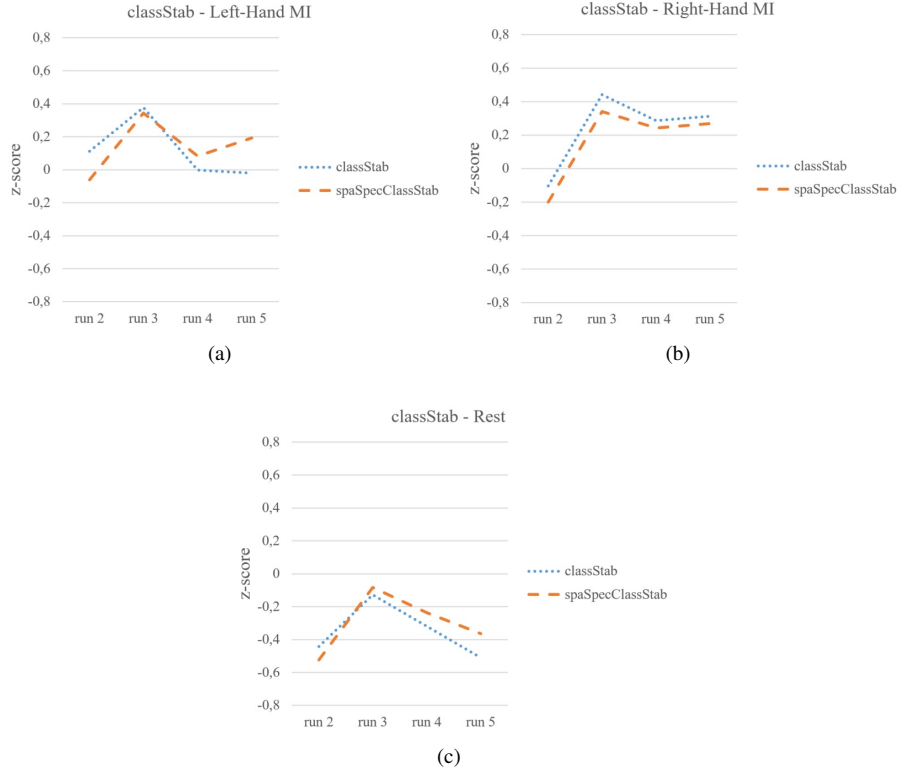 classStab - Left-Hand MI
0,8
0,6
0,4
0,2
0
-0,2
-0,4
-0,6
-0,8
z-score
run 2 run 3 run 4 run 5
classStab
spaSpecClassStab
(a)
classStab - Right-Hand MI
0,8
0,6
0,4
0,2
0
-0,2
-0,4
-0,6
-0,8
z-score
run 2 run 3 run 4 run 5
classStab
spaSpecClassStab
(b)
classStab - Rest
0,8
0,6
0,4
0,2
0
-0,2
-0,4
-0,6
-0,8
z-score
run 2 run 3 run 4 run 5
classStab
spaSpecClassStab
(c)